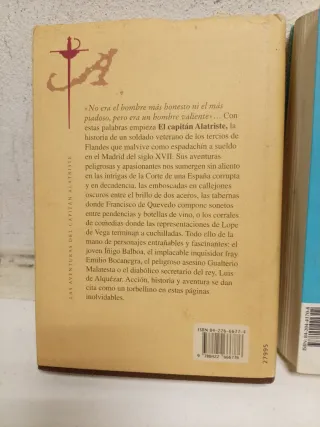 «No era el hombre más honesto ni el más
piadoso, pero era un hombre valiente»... Con
estas palabras empieza El capitán Alatriste, la
historia de un soldado veterano de los tercios de
Flandes que malvive como espadachín a sueldo
en el Madrid del siglo XVII. Sus aventuras
peligrosas y apasionantes nos sumergen sin aliento en
las intrigas de la Corte de una España corrupta
y en decadencia, las emboscadas en callejones
oscuros entre el brillo de dos aceros, las tabernas
donde Francisco de Quevedo compone sonetos
entre pendencias y botellas de vino, o los corrales
de comedias donde las representaciones de Lope
de Vega terminan a cuchilladas. Todo ello de la
mano de personajes entrañables y fascinantes: el
joven Íñigo Balboa, el implacable inquisidor fray
Emilio Bocanegra, el peligroso asesino Gualterio
Malatesta o el diabólico secretario del rey, Luis
de Alquézar. Acción, historia y aventura se dan
cita como un torbellino en estas páginas
inolvidables.
LAS AVENTURAS DEL CAPITÁN ALATRISTE
27995